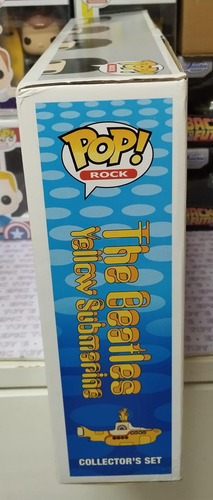 POP!
ROCK
The Beatles
Yellow Submarine
COLLECTOR'S SET